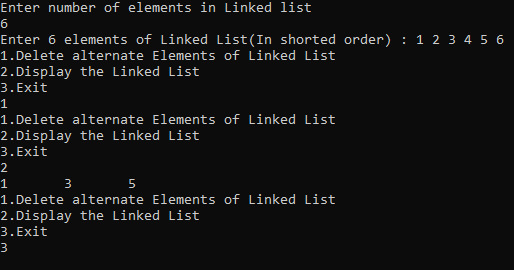 Enter number of elements in Linked list
6
Enter 6 elements of Linked List(In shorted order) : 1 2 3 4 5 6
1.Delete alternate Elements of Linked List
2.Display the Linked List
3.Exit
1
1.Delete alternate Elements of Linked List
2.Display the Linked List
3.Exit
2
1       3       5
1.Delete alternate Elements of Linked List
2.Display the Linked List
3.Exit
3